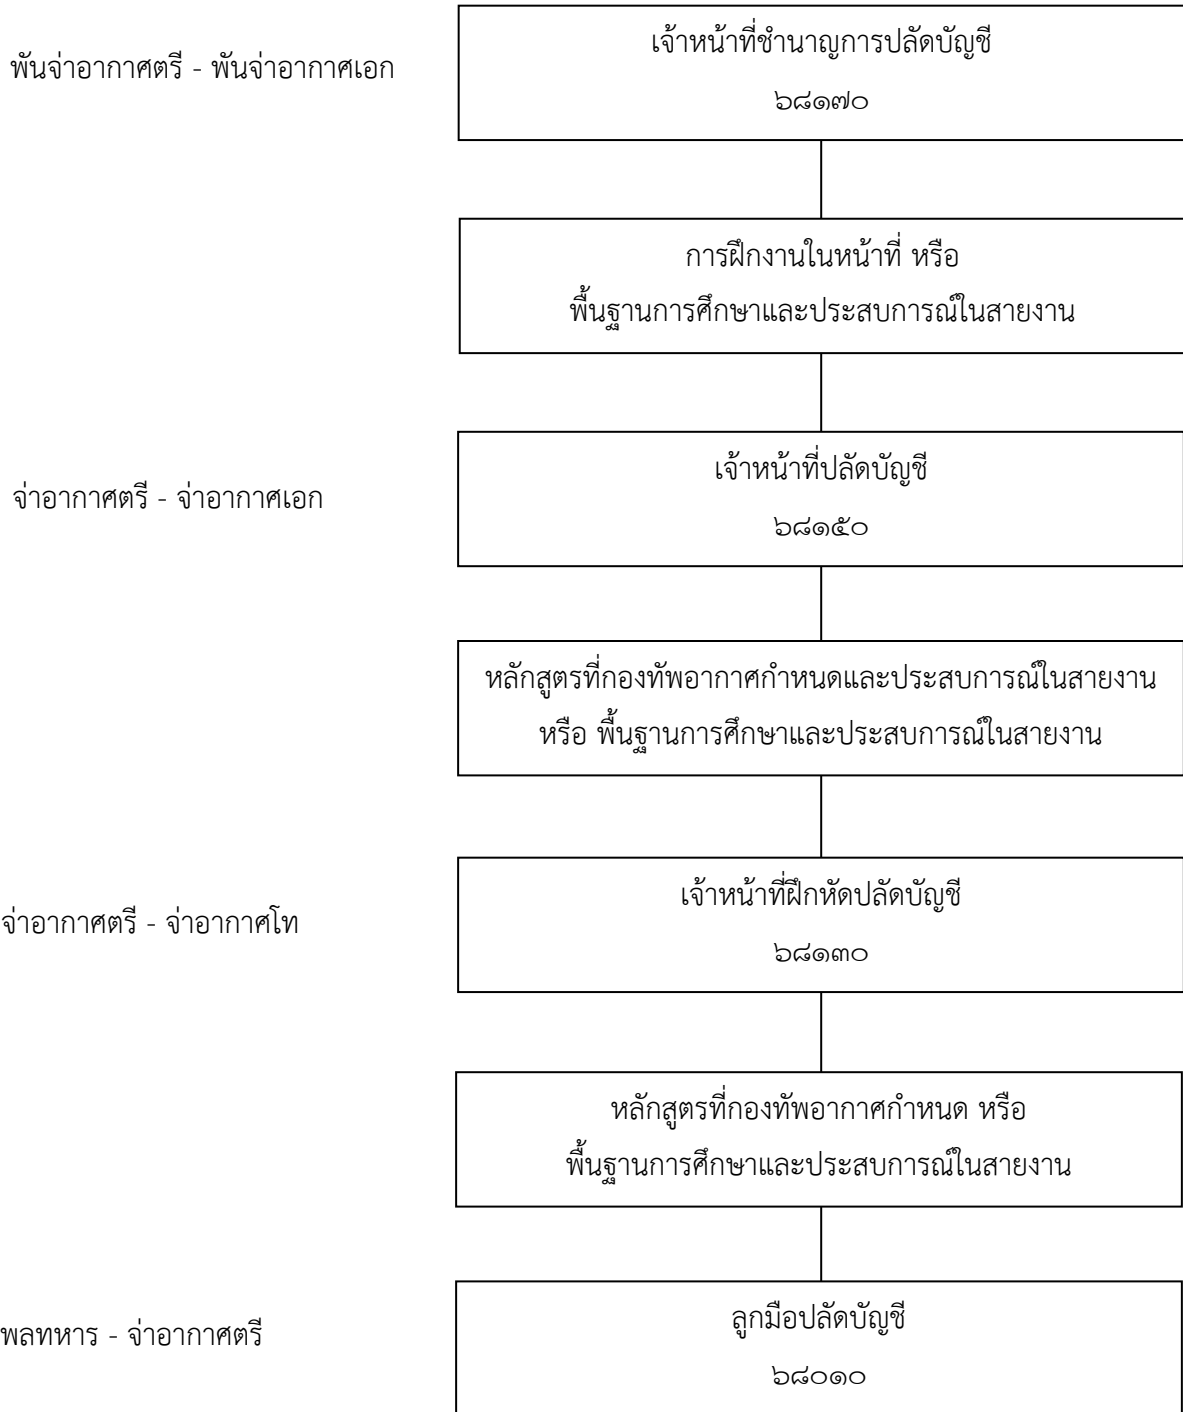 เจ้าหน้าที่ชำนาญการปลัดบัญชี
พันจ่าอากาศตรี - พันจ่าอากาศเอก
๖๘๑๗๐
การฝึกงานในหน้าที่ หรือ
พื้นฐานการศึกษาและประสบการณ์ในสายงาน
เจ้าหน้าที่ปลัดบัญชี
จ่าอากาศตรี - จ่าอากาศเอก
๖๘๑๕๐
หลักสูตรที่กองทัพอากาศกำหนดและประสบการณ์ในสายงาน
หรือ พื้นฐานการศึกษาและประสบการณ์ในสายงาน
เจ้าหน้าที่ฝึกหัดปลัดบัญชี
จ่าอากาศตรี - จ่าอากาศโท
๖๘๑๓๐
หลักสูตรที่กองทัพอากาศกำหนด หรือ
พื้นฐานการศึกษาและประสบการณ์ในสายงาน
ลูกมือปลัดบัญชี
พลทหาร - จ่าอากาศตรี
๖๘๐๑๐